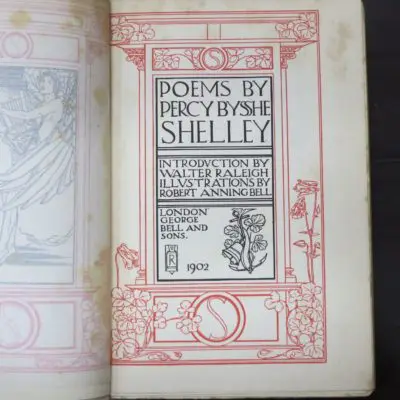 S
POEMS BY
PERCY BYSSHE
SHELLEY
INTRODVCTION BY
WALTER RALEIGH
ILLVSTRATIONS BY
ROBERT ANNING BELL
LONDON
GEORGE
BELL AND
SONS.
R
1902
S